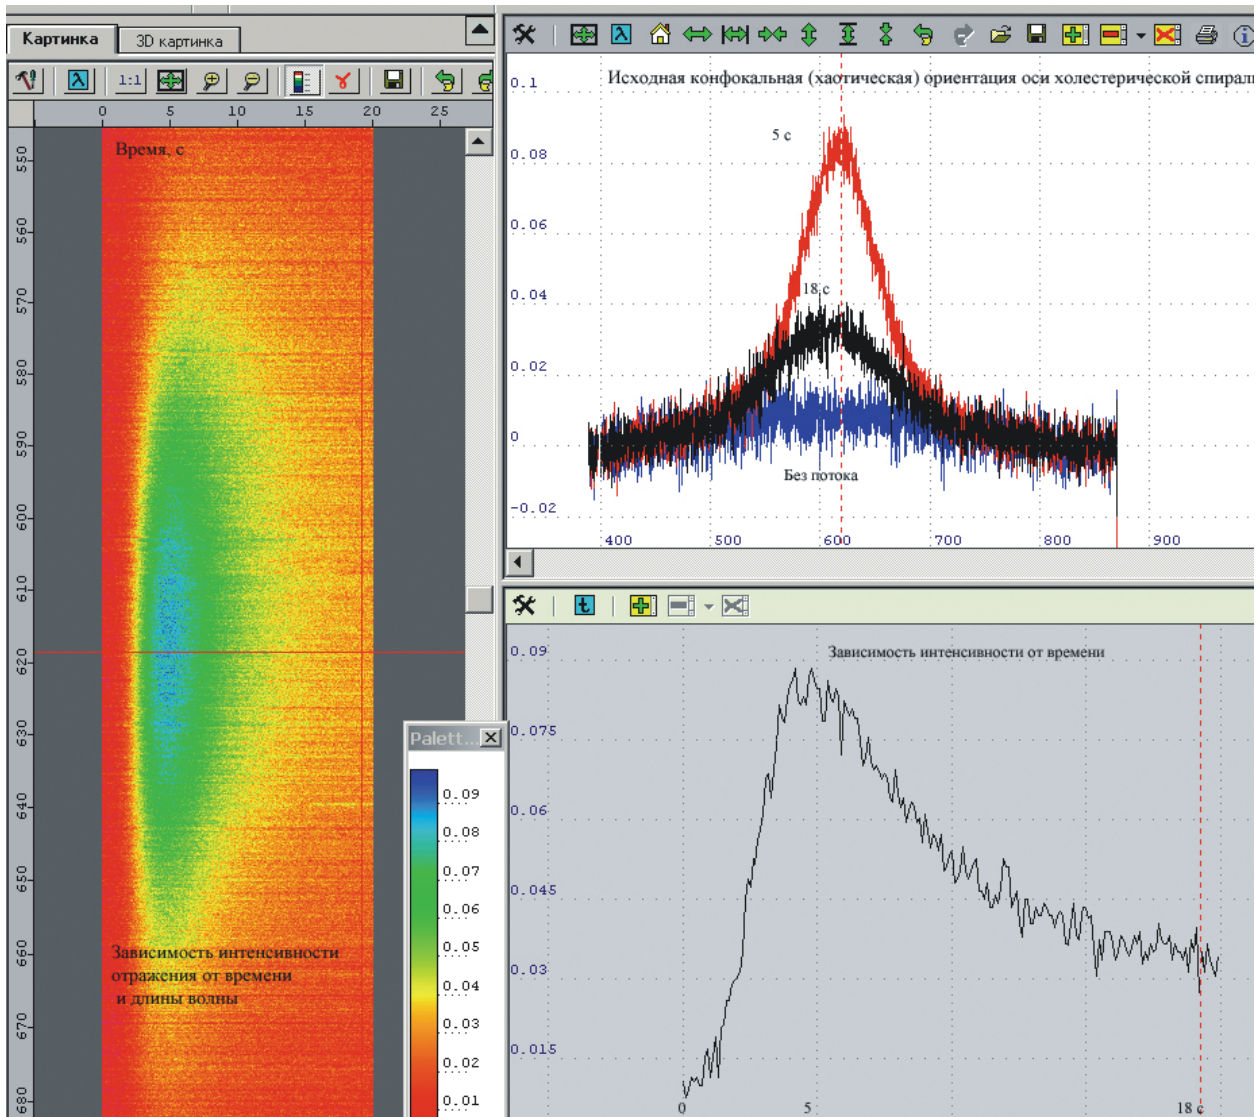 Картинка
3D картинка
1:1
0 5 10 15 20 25
Время, с
550
560
570
580
590
600
610
620
630
640
650
660
670
680
Зависимость интенсивности
отражения от времени
и длины волны
Palett...
0.09
0.08
0.07
0.06
0.05
0.04
0.03
0.02
0.01
λ
Исходная конфокальная (хаотическая) ориентация оси холестерической спирали
0.1
5 с
0.08
0.06
0.04
18 с
0.02
0
Без потока
-0.02
400 500 600 700 800 900
t
Зависимость интенсивности от времени
0.09
0.075
0.06
0.045
0.03
0.015
0 5 18 с